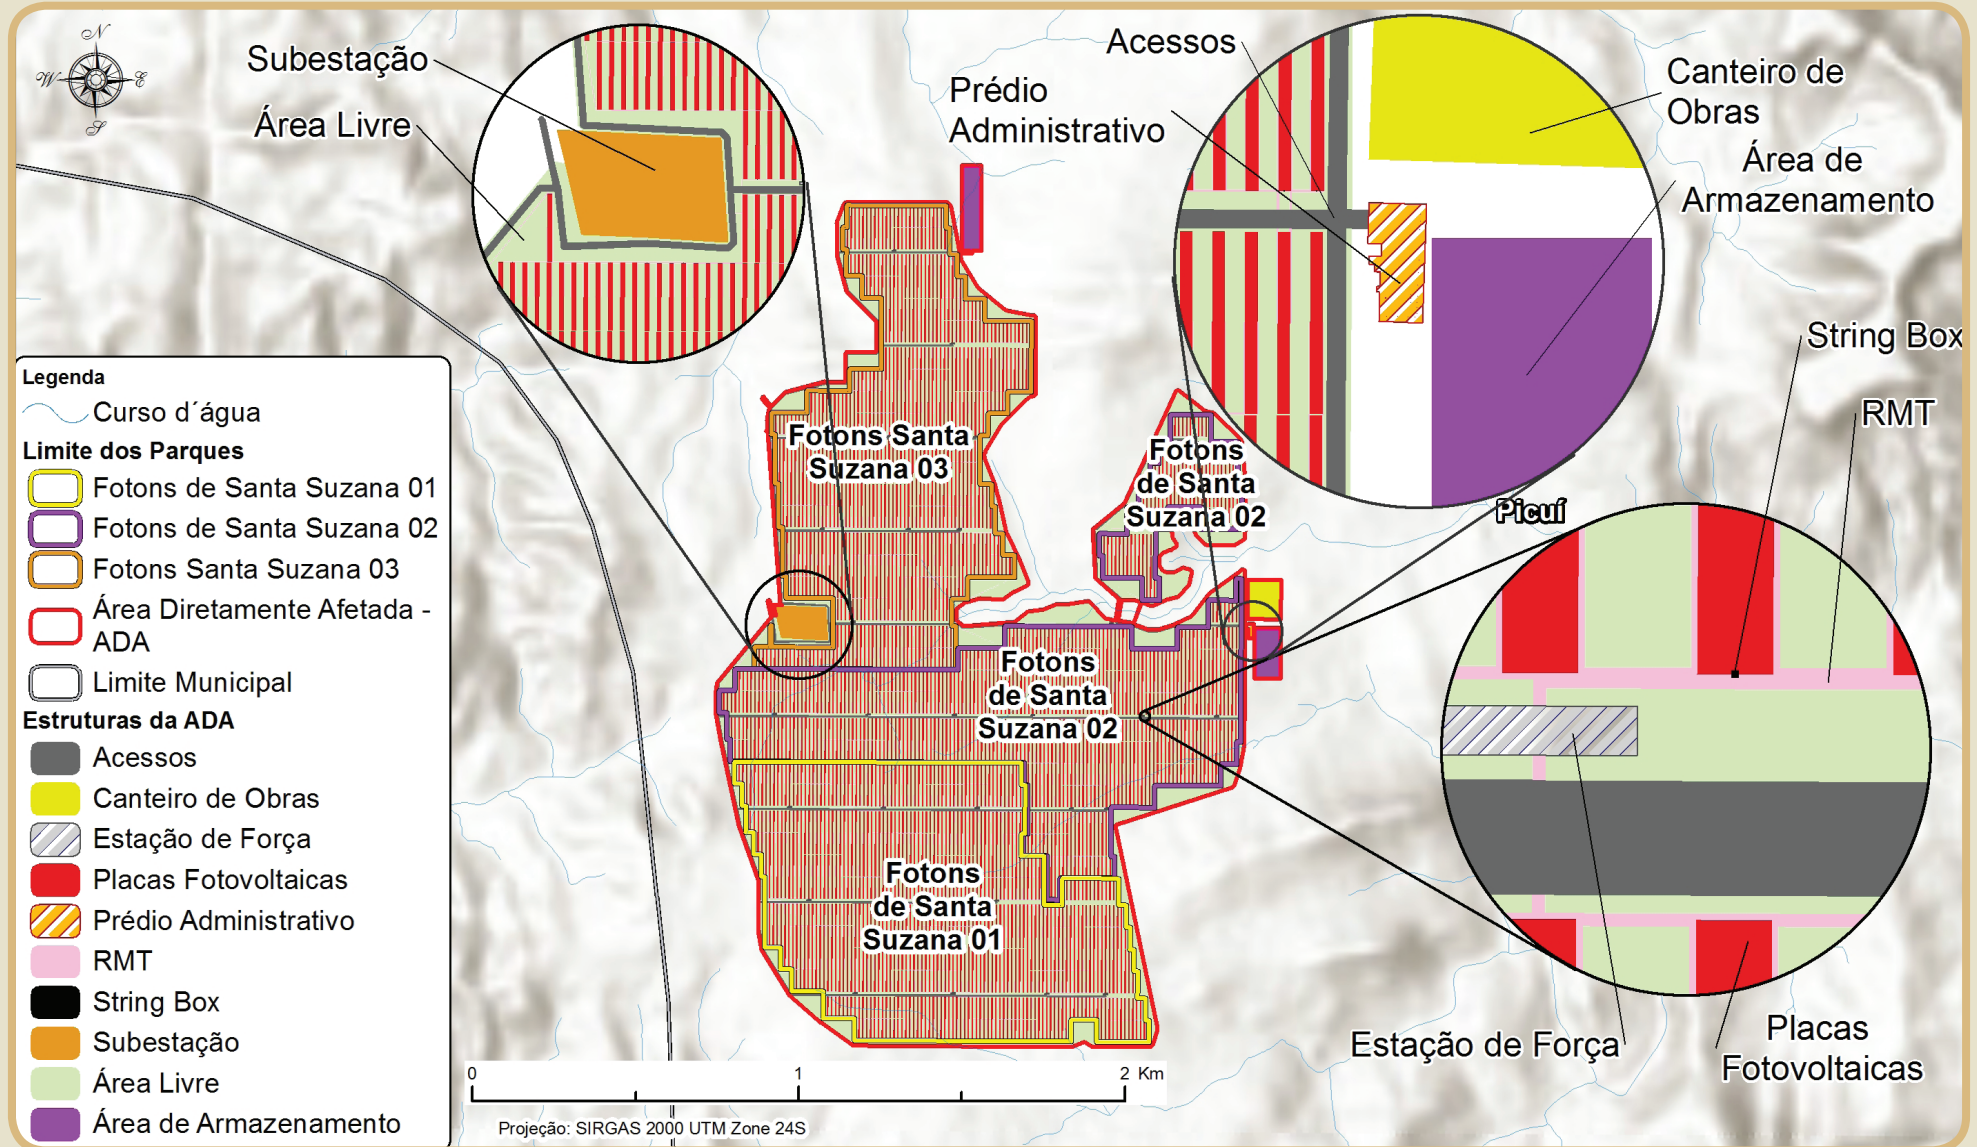 N
W
E
S
Subestação
Área Livre
Acessos
Prédio
Administrativo
Canteiro de
Obras
Área de
Armazenamento
String Box
RMT
Picuí
Fotons Santa
Suzana 03
Fotons
de Santa
Suzana 02
Fotons
de Santa
Suzana 02
Fotons
de Santa
Suzana 01
Estação de Força
Placas
Fotovoltaicas
Legenda
Curso d´água
Limite dos Parques
Fotons de Santa Suzana 01
Fotons de Santa Suzana 02
Fotons Santa Suzana 03
Área Diretamente Afetada -
ADA
Limite Municipal
Estruturas da ADA
Acessos
Canteiro de Obras
Estação de Força
Placas Fotovoltaicas
Prédio Administrativo
RMT
String Box
Subestação
Área Livre
Área de Armazenamento
0 1 2 Km
Projeção: SIRGAS 2000 UTM Zone 24S